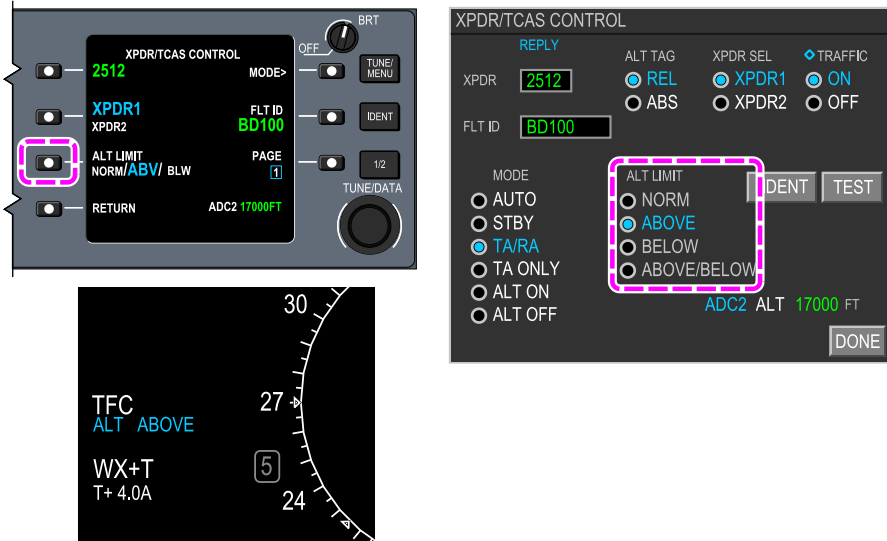 BRT
OFF
XPDR/TCAS CONTROL
2512
MODE>
TUNE/
MENU
XPDR1
XPDR2
FLT ID
BD100
IDENT
ALT LIMIT
NORM/ABV/ BLW
PAGE
1
1/2
TUNE/DATA
RETURN
ADC2 17000FT
30
27
24
TFC
ALT ABOVE
WX+T
T+ 4.0A
5
XPDR/TCAS CONTROL
REPLY
XPDR 2512
FLT ID BD100
ALT TAG
REL
ABS
XPDR SEL
XPDR1
XPDR2
TRAFFIC
ON
OFF
MODE
AUTO
STBY
TA/RA
TA ONLY
ALT ON
ALT OFF
ALT LIMIT
NORM
ABOVE
BELOW
ABOVE/BELOW
DENT
TEST
ADC2 ALT 17000 FT
DONE